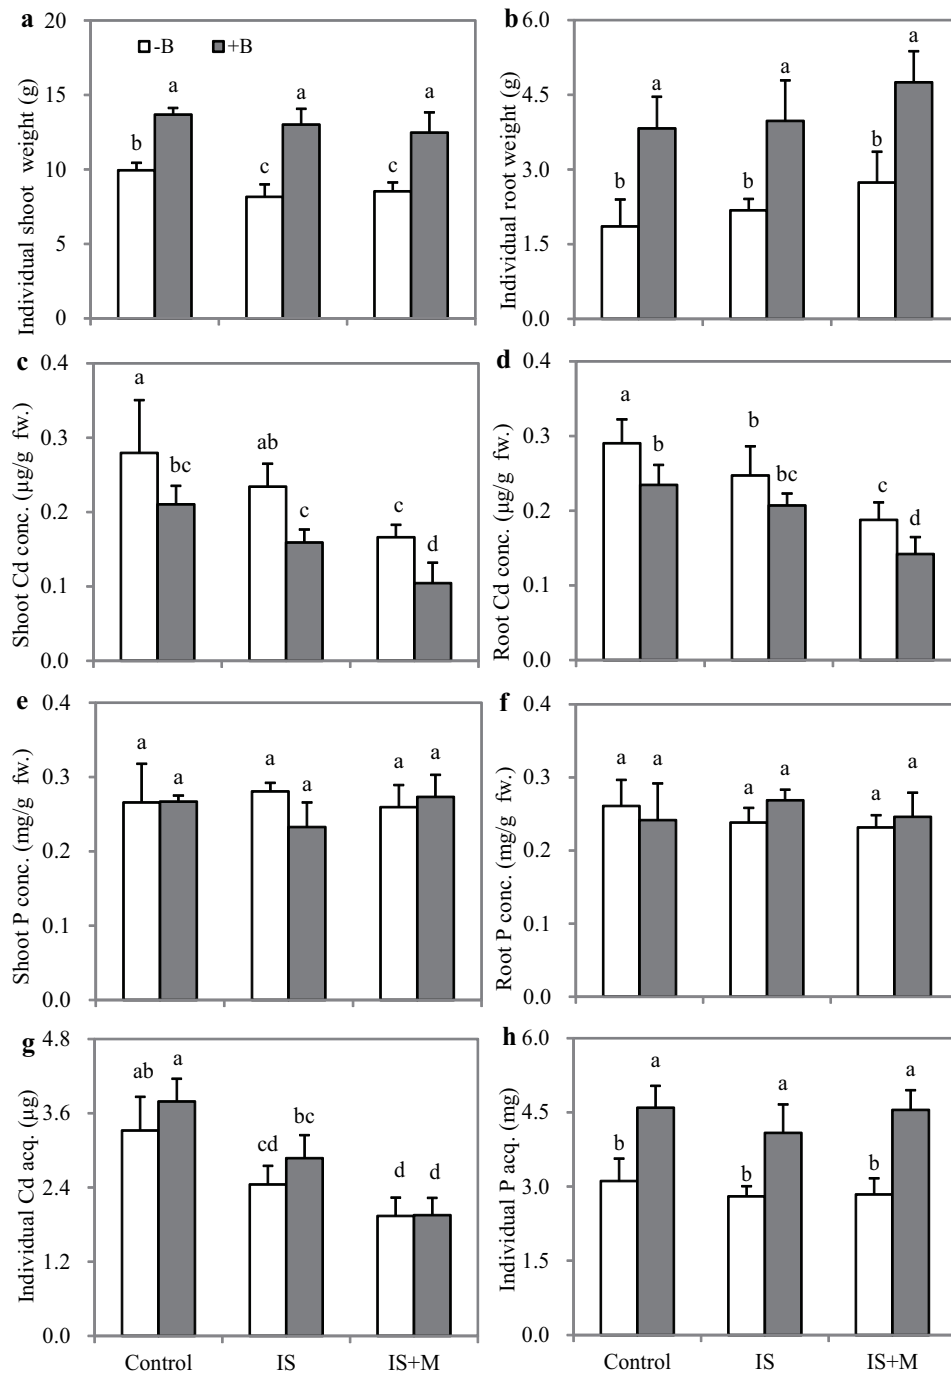 a
20
15
10
5
0
Individual shoot weight (g)
-B
+B
b
a
c
a
c
a
b
6.0
4.5
3.0
1.5
0.0
Individual root weight (g)
b
a
b
a
b
a
c
0.4
0.3
0.2
0.1
0.0
Shoot Cd conc. (µg/g fw.)
a
bc
ab
c
c
d
d
0.4
0.3
0.2
0.1
0.0
Root Cd conc. (µg/g fw.)
a
b
b
bc
c
d
e
0.4
0.3
0.2
0.1
0.0
Shoot P conc. (mg/g fw.)
a
a
a
a
a
a
f
0.4
0.3
0.2
0.1
0.0
Root P conc. (mg/g fw.)
a
a
a
a
a
a
g
4.8
3.6
2.4
1.2
0.0
Individual Cd acq. (µg)
ab
a
cd
bc
d
d
Control
IS
IS+M
h
6.0
4.5
3.0
1.5
0.0
Individual P acq. (mg)
b
a
b
a
b
a
Control
IS
IS+M